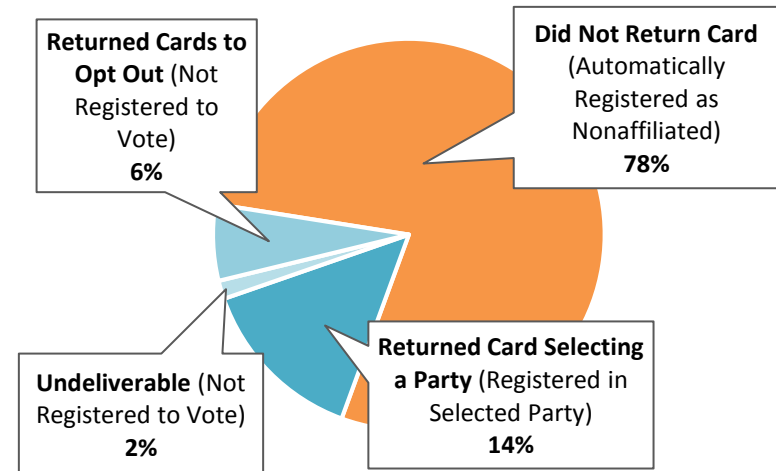 Returned Cards to
Opt Out (Not
Registered to
Vote)
6%
Did Not Return Card
(Automatically
Registered as
Nonaffiliated)
78%
Undeliverable (Not
Registered to Vote)
2%
Returned Card Selecting
a Party (Registered in
Selected Party)
14%